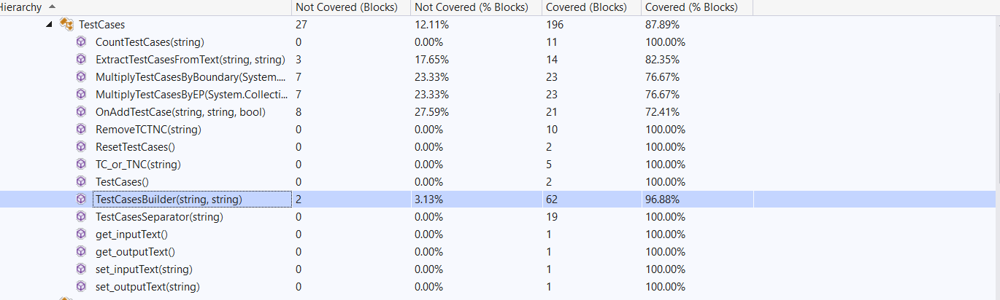 Hierarchy Not Covered (Blocks) Not Covered (% Blocks) Covered (Blocks) Covered (% Blocks)
TestCases 27 12.11% 196 87.89%
CountTestCases(string) 0 0.00% 11 100.00%
ExtractTestCasesFromText(string, string) 3 17.65% 14 82.35%
MultiplyTestCasesByBoundary(System.... 7 23.33% 23 76.67%
MultiplyTestCasesByEP(System.Collecti... 7 23.33% 23 76.67%
OnAddTestCase(string, string, bool) 8 27.59% 21 72.41%
RemoveTCTNC(string) 0 0.00% 10 100.00%
ResetTestCases() 0 0.00% 2 100.00%
TC_or_TNC(string) 0 0.00% 5 100.00%
TestCases() 0 0.00% 2 100.00%
TestCasesBuilder(string, string) 2 3.13% 62 96.88%
TestCasesSeparator(string) 0 0.00% 19 100.00%
get_inputText() 0 0.00% 1 100.00%
get_outputText() 0 0.00% 1 100.00%
set_inputText(string) 0 0.00% 1 100.00%
set_outputText(string) 0 0.00% 1 100.00%